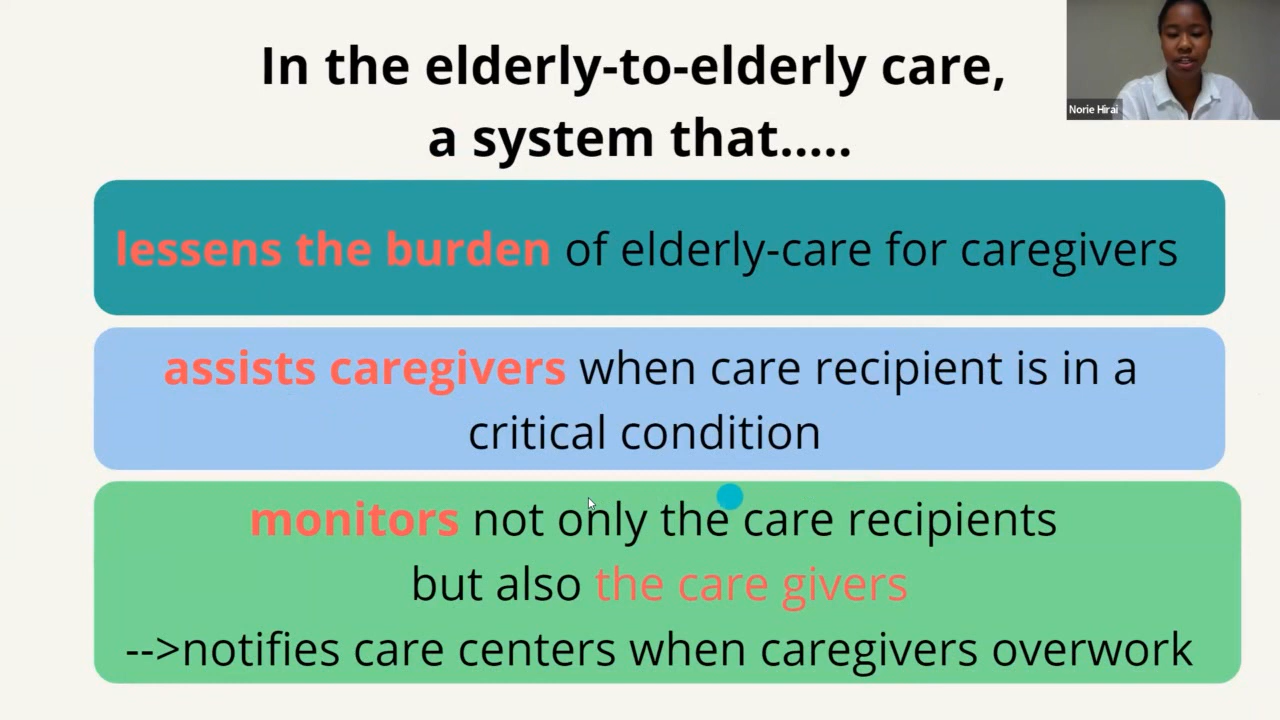 In the elderly-to-elderly care,
a system that.....
Norie Hirai
lessens the burden of elderly-care for caregivers
assists caregivers when care recipient is in a
critical condition
monitors not only the care recipients
but also the care givers
-->notifies care centers when caregivers overwork